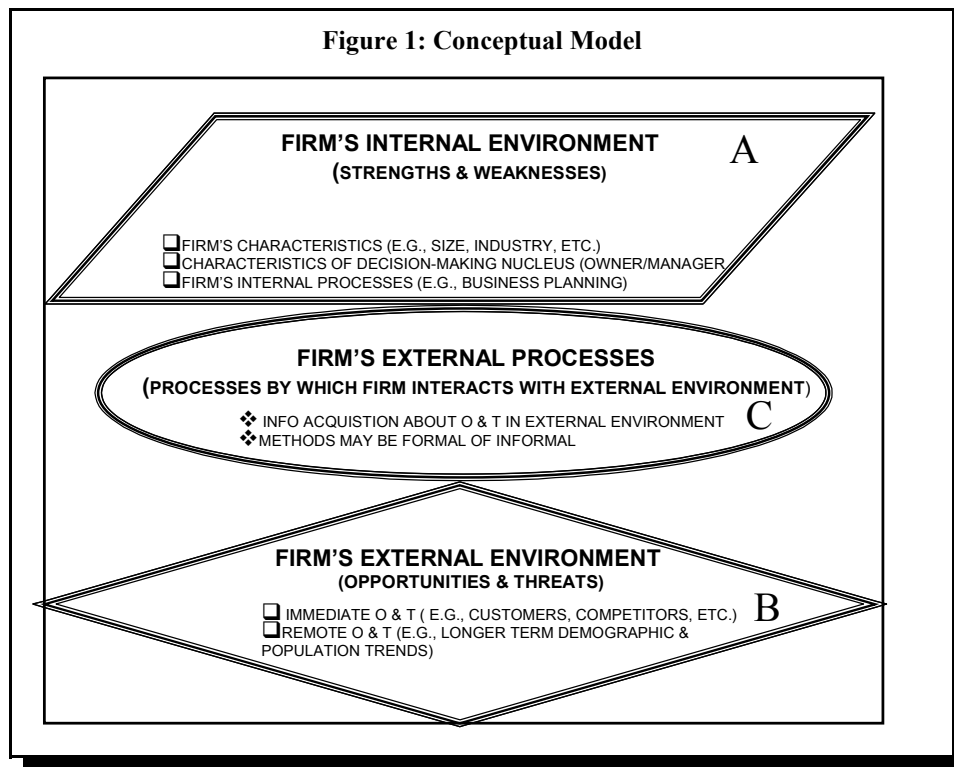 Figure 1: Conceptual Model
FIRM'S INTERNAL ENVIRONMENT
A
(STRENGTHS & WEAKNESSES)
FIRM'S CHARACTERISTICS (E.G., SIZE, INDUSTRY, ETC.)
CHARACTERISTICS OF DECISION-MAKING NUCLEUS (OWNER/MANAGER
FIRM'S INTERNAL PROCESSES (E.G., BUSINESS PLANNING)
FIRM'S EXTERNAL PROCESSES
(PROCESSES BY WHICH FIRM INTERACTS WITH EXTERNAL ENVIRONMENT)
INFO ACQUISTION ABOUT O & T IN EXTERNAL ENVIRONMENT
C
METHODS MAY BE FORMAL OF INFORMAL
FIRM'S EXTERNAL ENVIRONMENT
(OPPORTUNITIES & THREATS)
IMMEDIATE O & T ( E.G., CUSTOMERS, COMPETITORS, ETC.)
B
REMOTE O & T (E.G., LONGER TERM DEMOGRAPHIC &
POPULATION TRENDS)